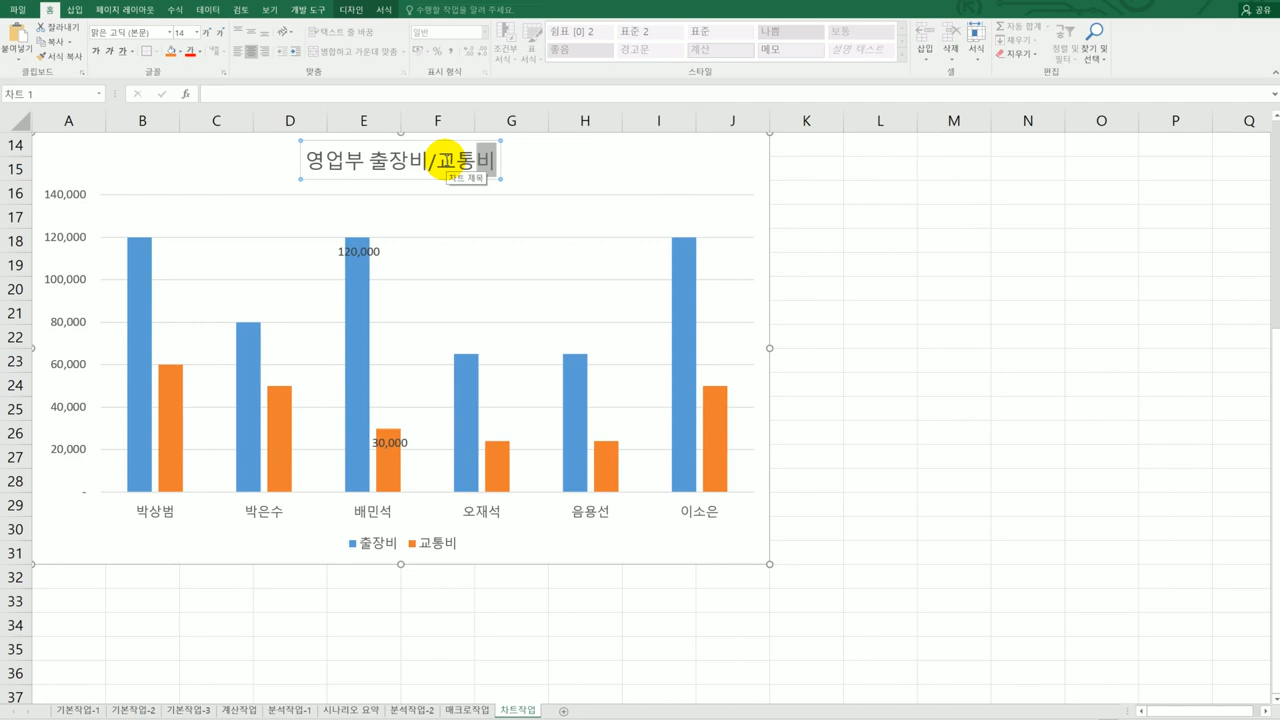 파일 홈 삽입 페이지 레이아웃 수식 데이터 검토 보기 개발 도구 디자인 서식 수행할 작업을 알려 주세요. 공유
붙여넣기 잘라내기 복사 서식 복사 클립보드
맑은 고딕 (본문) 14 가 가 가 글꼴
텍스트 줄 바꿈 병합하고 가운데 맞춤 맞춤
일반 % 표시 형식
조건부 서식 표 서식 쉼표 [0] 2 표준 2 표준 나쁨 보통
좋음 경고문 계산 메모 설명 텍스트 스타일
삽입 삭제 서식 셀
자동 합계 채우기 지우기 정렬 및 필터 찾기 및 선택 편집
차트 1 fx
A B C D E F G H I J K L M N O P Q
14
15
16
17
18
19
20
21
22
23
24
25
26
27
28
29
30
31
32
33
34
35
36
37
영업부 출장비/교통비
차트 제목
140,000
120,000
100,000
80,000
60,000
40,000
20,000
-
120,000
30,000
박상범 박은수 배민석 오재석 음용선 이소은
출장비 교통비
기본작업-1 기본작업-2 기본작업-3 계산작업 분석작업-1 시나리오 요약 분석작업-2 매크로작업 차트작업